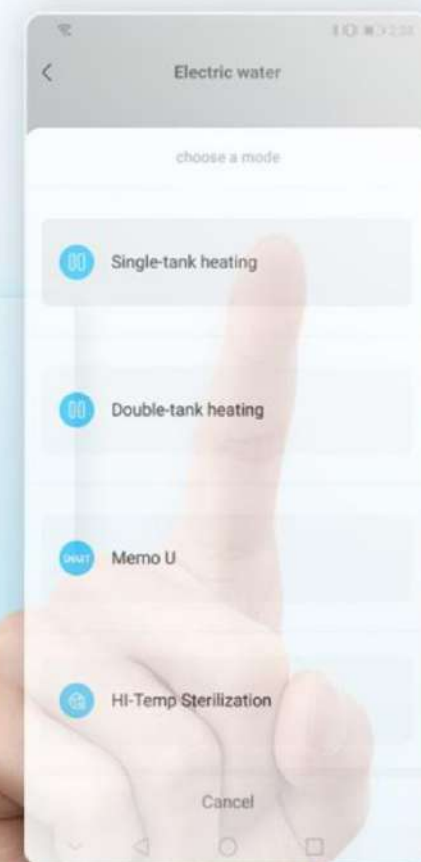 Electric water
choose a mode
Single-tank heating
Double-tank heating
Memo U
HI-Temp Sterilization
Cancel